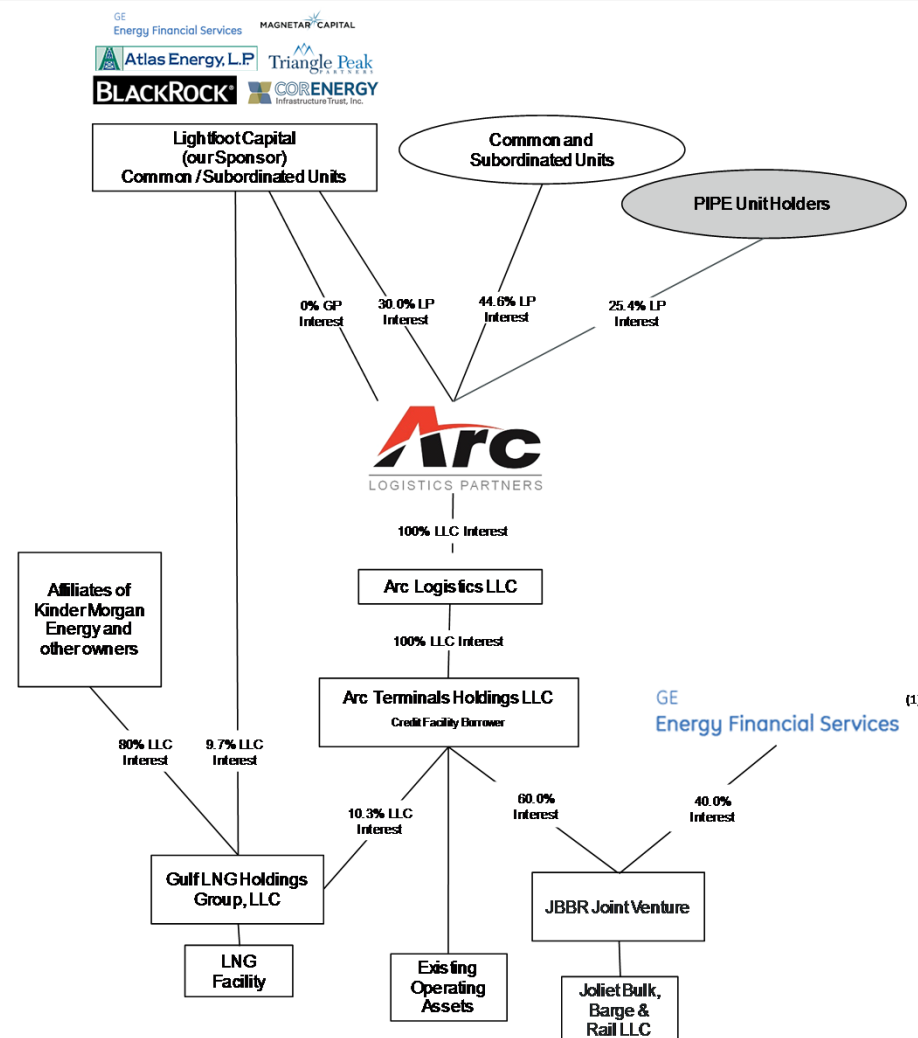 GE
Energy Financial Services
MAGNETAR CAPITAL
Atlas Energy, L.P.
Triangle Peak
PARTNERS
BLACKROCK®
CORENERGY
Infrastructure Trust, Inc.
Lightfoot Capital
(our Sponsor)
Common / Subordinated Units
Common and
Subordinated Units
PIPE Unit Holders
0% GP
Interest
30.0% LP
Interest
44.6% LP
Interest
25.4% LP
Interest
Arc
LOGISTICS PARTNERS
100% LLC Interest
Arc Logistics LLC
100% LLC Interest
Affiliates of
Kinder Morgan
Energy and
other owners
Arc Terminals Holdings LLC
Credit Facility Borrower
GE
Energy Financial Services
(1)
80% LLC
Interest
9.7% LLC
Interest
10.3% LLC
Interest
60.0%
Interest
40.0%
Interest
Gulf LNG Holdings
Group, LLC
JBBR Joint Venture
LNG
Facility
Existing
Operating
Assets
Joliet Bulk,
Barge &
Rail LLC